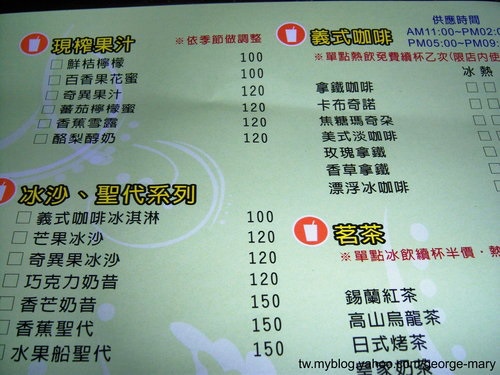 現榨果汁
※依季節做調整
鮮桔檸檬 100
百香果花蜜 100
奇異果汁 120
蕃茄檸檬蜜 120
香蕉雪露 120
酪梨醇奶 120
冰沙、聖代系列
義式咖啡冰淇淋 100
芒果冰沙 120
奇異果冰沙 120
巧克力奶昔 120
香芒奶昔 150
香蕉聖代 150
水果船聖代 150
供應時間
AM11:00~PM02:
PM05:00~PM09:
義式咖啡
※單點熱飲免費續杯乙次(限店內使
冰 熱
拿鐵咖啡
卡布奇諾
焦糖瑪奇朵
美式淡咖啡
玫瑰拿鐵
香草拿鐵
漂浮冰咖啡
茗茶
※單點冰飲續杯半價，熱
錫蘭紅茶
高山烏龍茶
日式烤茶
皇家奶茶